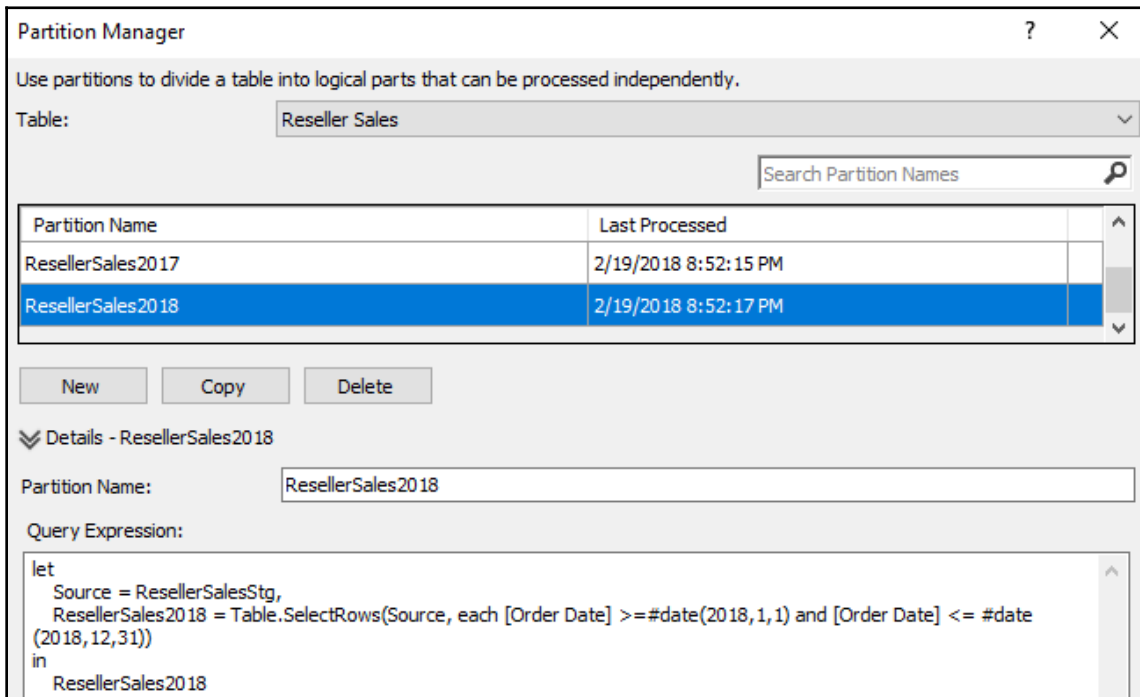 Partition Manager ?
Use partitions to divide a table into logical parts that can be processed independently.
Table: Reseller Sales
Search Partition Names
Partition Name Last Processed
ResellerSales2017 2/19/2018 8:52:15 PM
ResellerSales2018 2/19/2018 8:52:17 PM
New Copy Delete
Details - ResellerSales2018
Partition Name: ResellerSales2018
Query Expression:
let
Source = ResellerSalesStg,
ResellerSales2018 = Table.SelectRows(Source, each [Order Date] >=#date(2018,1,1) and [Order Date] <= #date
(2018,12,31))
in
ResellerSales2018